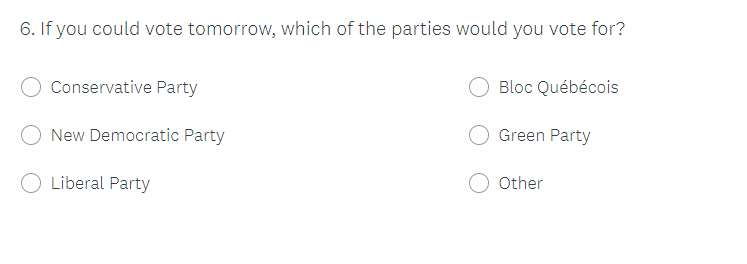 6. If you could vote tomorrow, which of the parties would you vote for?
Conservative Party
New Democratic Party
Liberal Party
Bloc Québécois
Green Party
Other